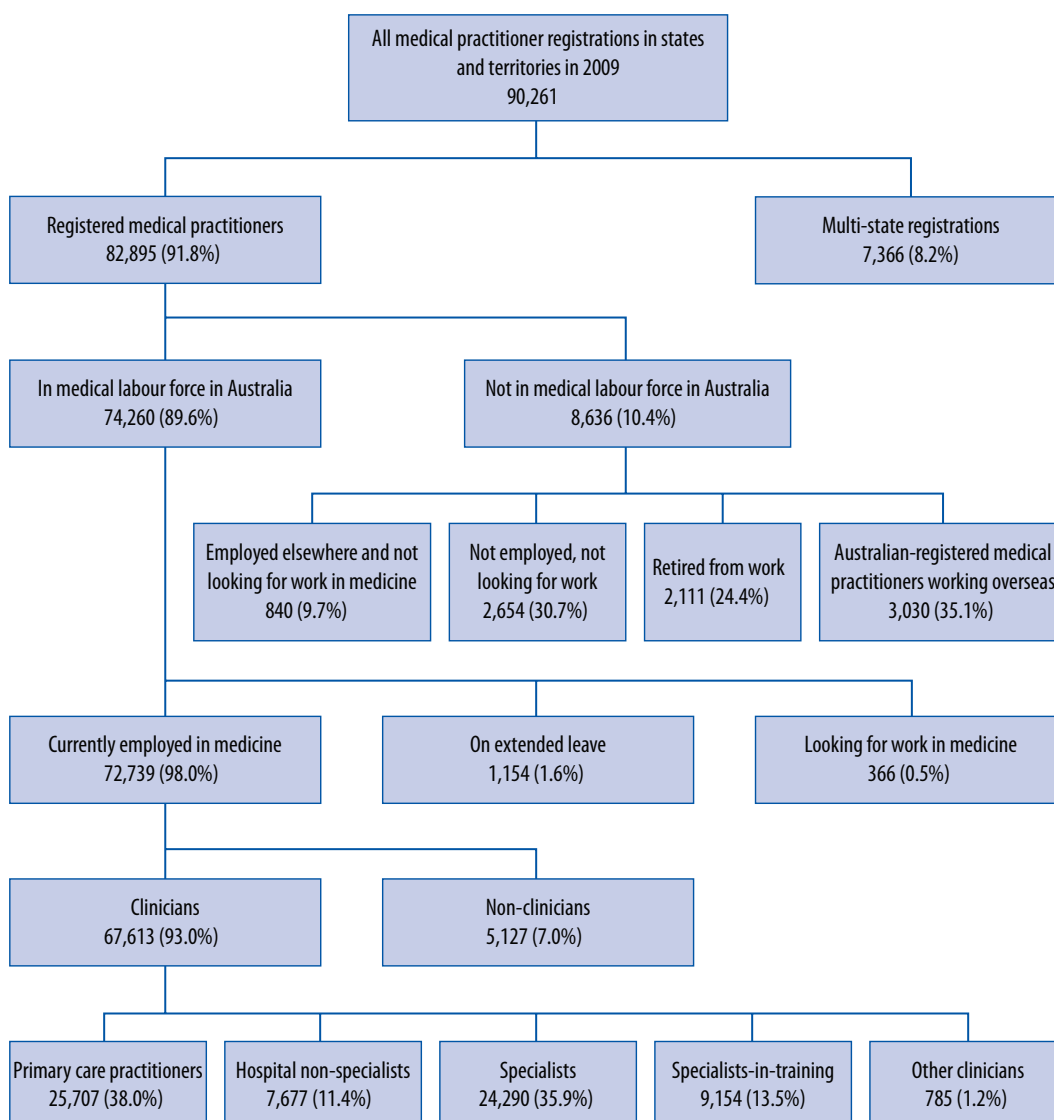 All medical practitioner registrations in states
and territories in 2009
90,261
Registered medical practitioners
82,895 (91.8%)
Multi-state registrations
7,366 (8.2%)
In medical labour force in Australia
74,260 (89.6%)
Not in medical labour force in Australia
8,636 (10.4%)
Employed elsewhere and not
looking for work in medicine
840 (9.7%)
Not employed, not
looking for work
2,654 (30.7%)
Retired from work
2,111 (24.4%)
Australian-registered medical
practitioners working overseas
3,030 (35.1%)
Currently employed in medicine
72,739 (98.0%)
On extended leave
1,154 (1.6%)
Looking for work in medicine
366 (0.5%)
Clinicians
67,613 (93.0%)
Non-clinicians
5,127 (7.0%)
Primary care practitioners
25,707 (38.0%)
Hospital non-specialists
7,677 (11.4%)
Specialists
24,290 (35.9%)
Specialists-in-training
9,154 (13.5%)
Other clinicians
785 (1.2%)